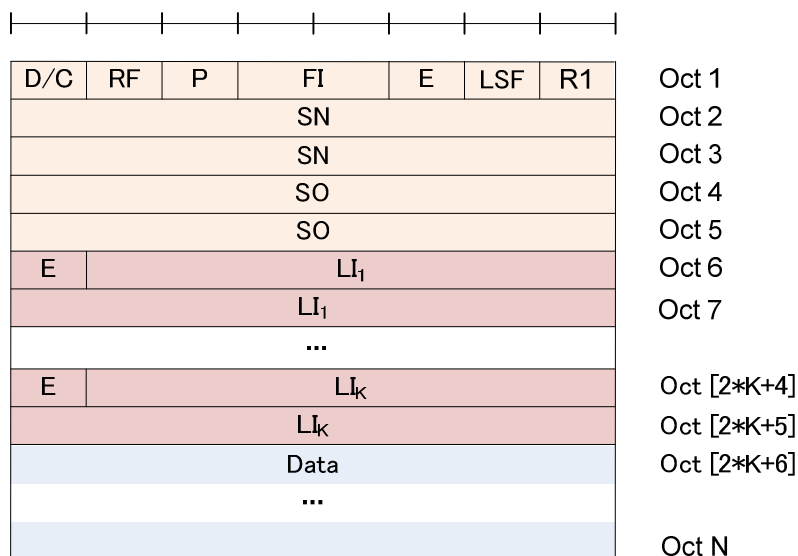 D/C RF P FI E LSF R1 Oct 1
SN Oct 2
SN Oct 3
SO Oct 4
SO Oct 5
E LI₁ Oct 6
LI₁ Oct 7
...
E LIK Oct [2*K+4]
LIK Oct [2*K+5]
Data Oct [2*K+6]
...
Oct N